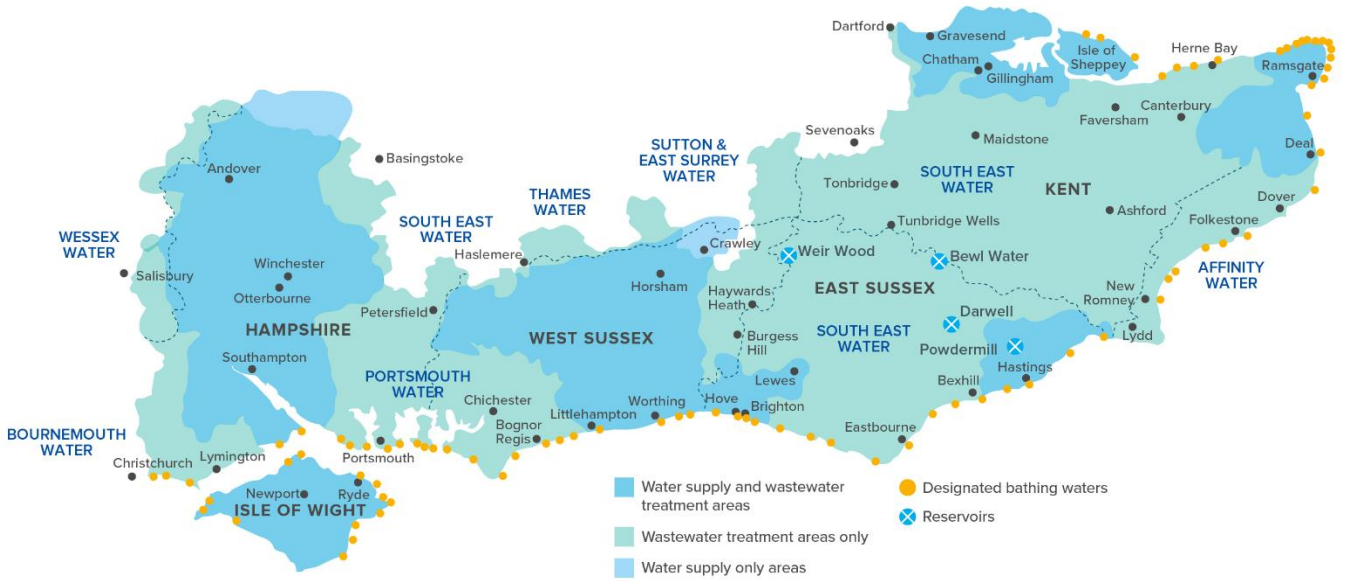 Dartford
Gravesend
Chatham
Gillingham
Isle of
Sheppey
Herne Bay
Ramsgate
Faversham
Canterbury
Deal
Dover
Folkestone
Ashford
Maidstone
Sevenoaks
Tonbridge
SOUTH EAST
WATER
KENT
Tunbridge Wells
AFFINITY
WATER
New
Romney
Lydd
SUTTON &
EAST SURREY
WATER
THAMES
WATER
SOUTH EAST
WATER
Basingstoke
Andover
WESSEX
WATER
Salisbury
Winchester
Otterbourne
HAMPSHIRE
Southampton
Petersfield
Haslemere
Crawley
Horsham
WEST SUSSEX
Weir Wood
Bewl Water
Haywards
Heath
EAST SUSSEX
Darwell
SOUTH EAST
WATER
Powdermill
Burgess
Hill
Lewes
Hastings
Bexhill
Eastbourne
Hove
Brighton
Worthing
Littlehampton
PORTSMOUTH
WATER
Chichester
Bognor
Regis
Portsmouth
BOURNEMOUTH
WATER
Christchurch
Lymington
Newport
Ryde
ISLE OF WIGHT
Water supply and wastewater
treatment areas
Wastewater treatment areas only
Water supply only areas
Designated bathing waters
Reservoirs